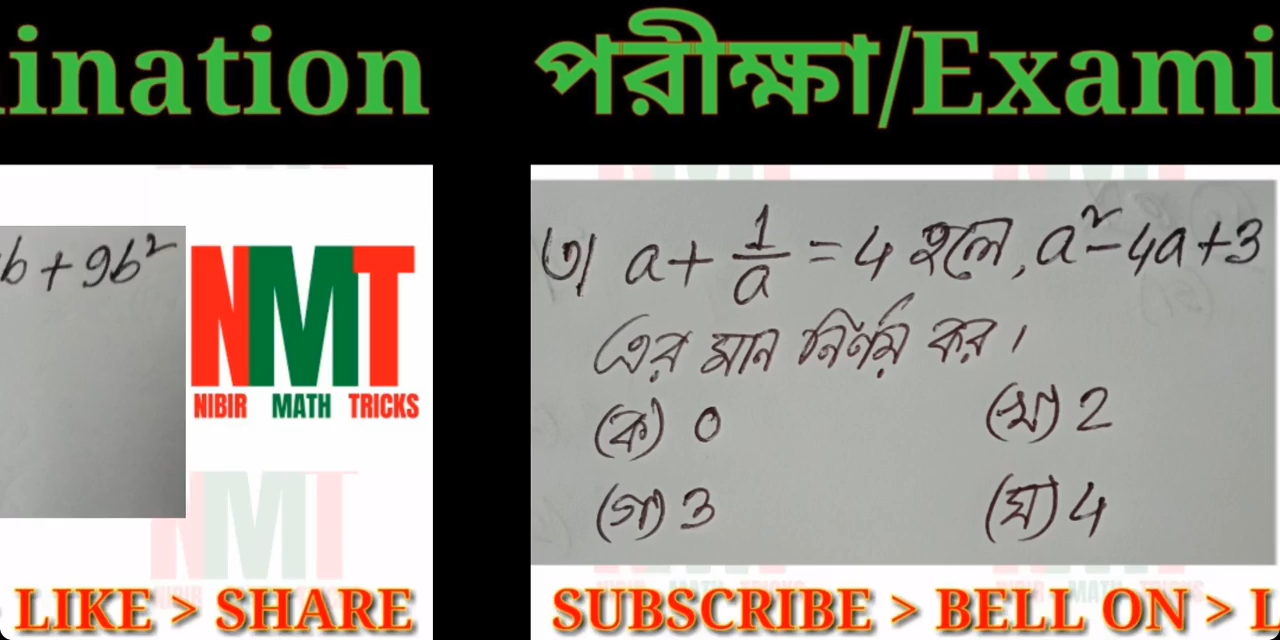 ination
b + 9b²
NMT
NIBIR MATH TRICKS
LIKE > SHARE
পরীক্ষা/Exami
৩) a + 1/a = 4 হলে, a² - 4a + 3
এর মান নির্ণয় কর।
(ক) 0 (খ) 2
(গ) 3 (ঘ) 4
SUBSCRIBE > BELL ON > L